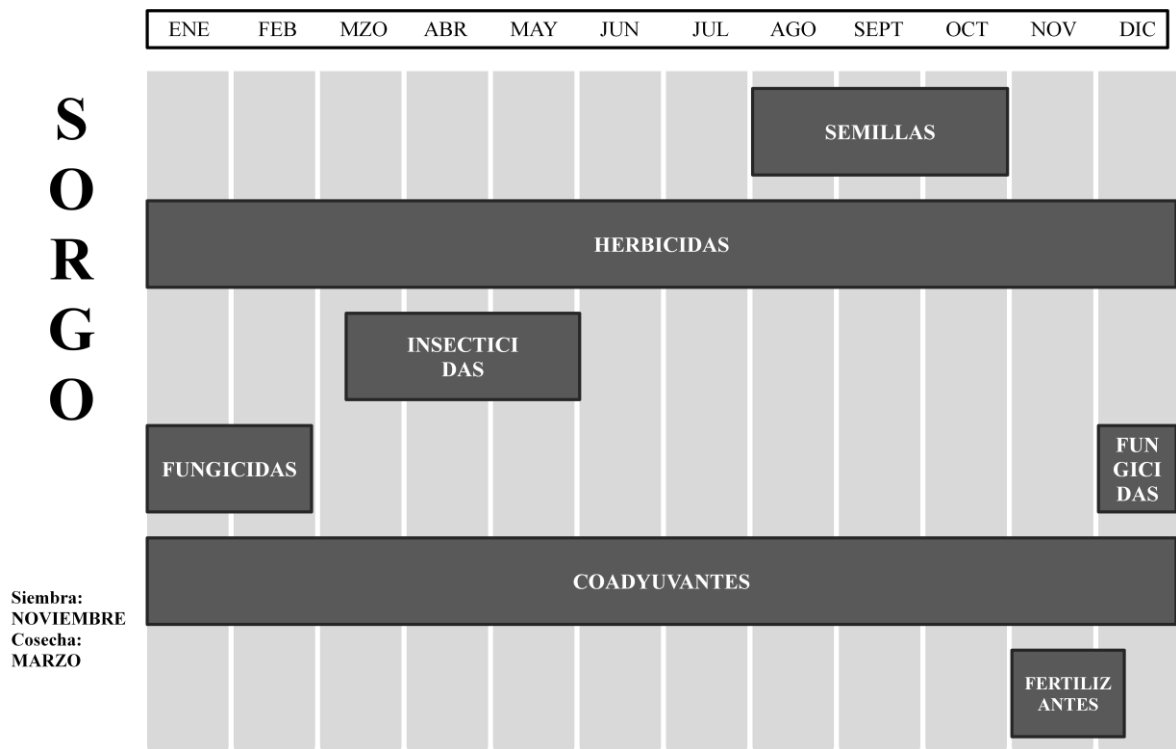 ENE FEB MZO ABR MAY JUN JUL AGO SEPT OCT NOV DIC
SORGO
SEMILLAS
HERBICIDAS
INSECTICI
DAS
FUNGICIDAS
FUN
GICI
DAS
COADYUVANTES
Siembra:
NOVIEMBRE
Cosecha:
MARZO
FERTILIZ
ANTES